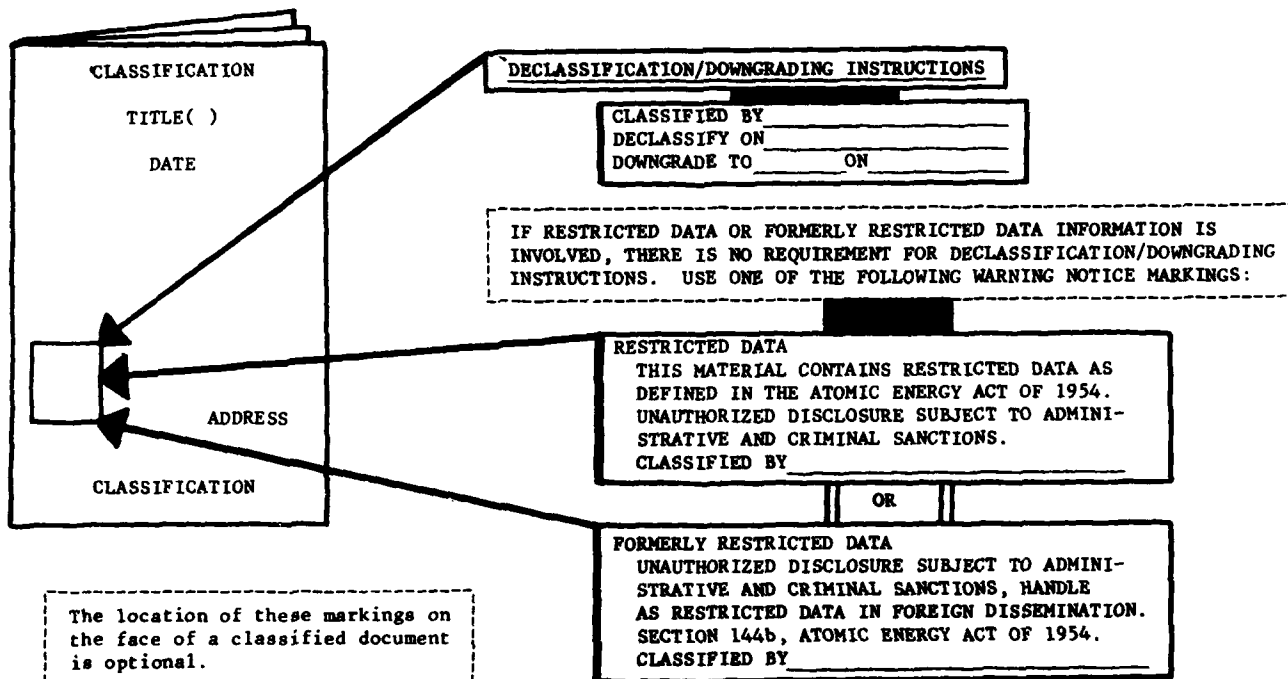 CLASSIFICATION
TITLE( )
DATE
ADDRESS
CLASSIFICATION
The location of these markings on
the face of a classified document
is optional.
DECLASSIFICATION/DOWNGRADING INSTRUCTIONS
CLASSIFIED BY
DECLASSIFY ON
DOWNGRADE TO ON
IF RESTRICTED DATA OR FORMERLY RESTRICTED DATA INFORMATION IS
INVOLVED, THERE IS NO REQUIREMENT FOR DECLASSIFICATION/DOWNGRADING
INSTRUCTIONS. USE ONE OF THE FOLLOWING WARNING NOTICE MARKINGS:
RESTRICTED DATA
THIS MATERIAL CONTAINS RESTRICTED DATA AS
DEFINED IN THE ATOMIC ENERGY ACT OF 1954.
UNAUTHORIZED DISCLOSURE SUBJECT TO ADMINI-
STRATIVE AND CRIMINAL SANCTIONS.
CLASSIFIED BY
OR
FORMERLY RESTRICTED DATA
UNAUTHORIZED DISCLOSURE SUBJECT TO ADMINI-
STRATIVE AND CRIMINAL SANCTIONS, HANDLE
AS RESTRICTED DATA IN FOREIGN DISSEMINATION.
SECTION 144b, ATOMIC ENERGY ACT OF 1954.
CLASSIFIED BY